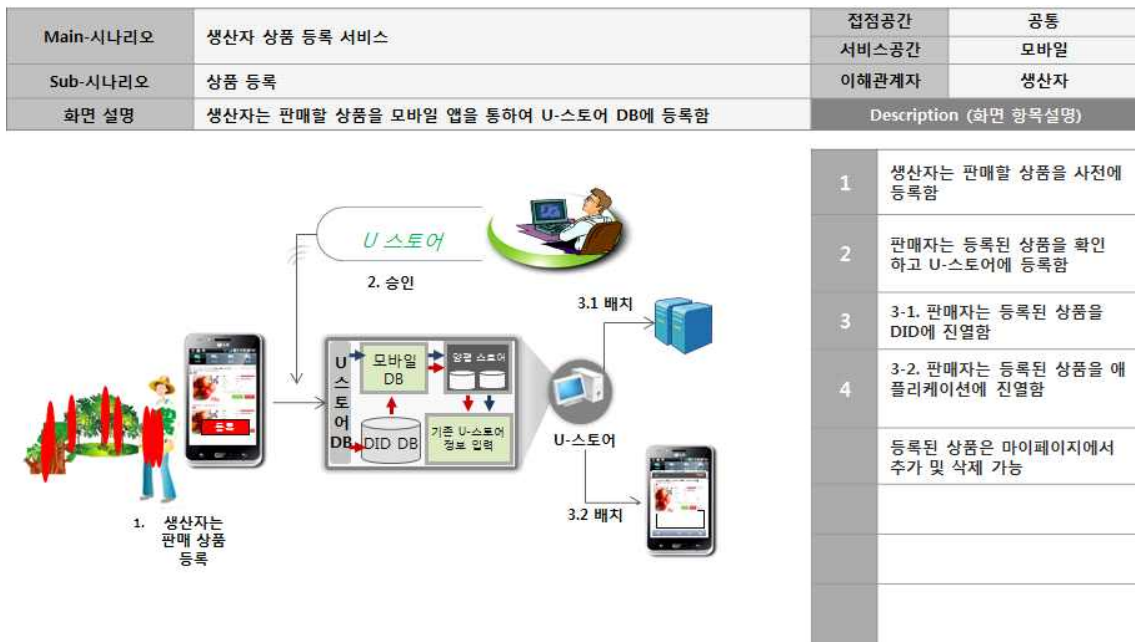 Main-시나리오
생산자 상품 등록 서비스
접점공간
공통
서비스공간
모바일
Sub-시나리오
상품 등록
이해관계자
생산자
화면 설명
생산자는 판매할 상품을 모바일 앱을 통하여 U-스토어 DB에 등록함
Description (화면 항목설명)
1
생산자는 판매할 상품을 사전에
등록함
2
판매자는 등록된 상품을 확인
하고 U-스토어에 등록함
3
3-1. 판매자는 등록된 상품을
DID에 진열함
4
3-2. 판매자는 등록된 상품을 애
플리케이션에 진열함
등록된 상품은 마이페이지에서
추가 및 삭제 가능
U 스토어
2. 승인
3.1 배치
U
스
토
어
DB
모바일
DB
양평 스토어
DID DB
기존 U-스토어
정보 입력
U-스토어
3.2 배치
등록
1. 생산자는
판매 상품
등록